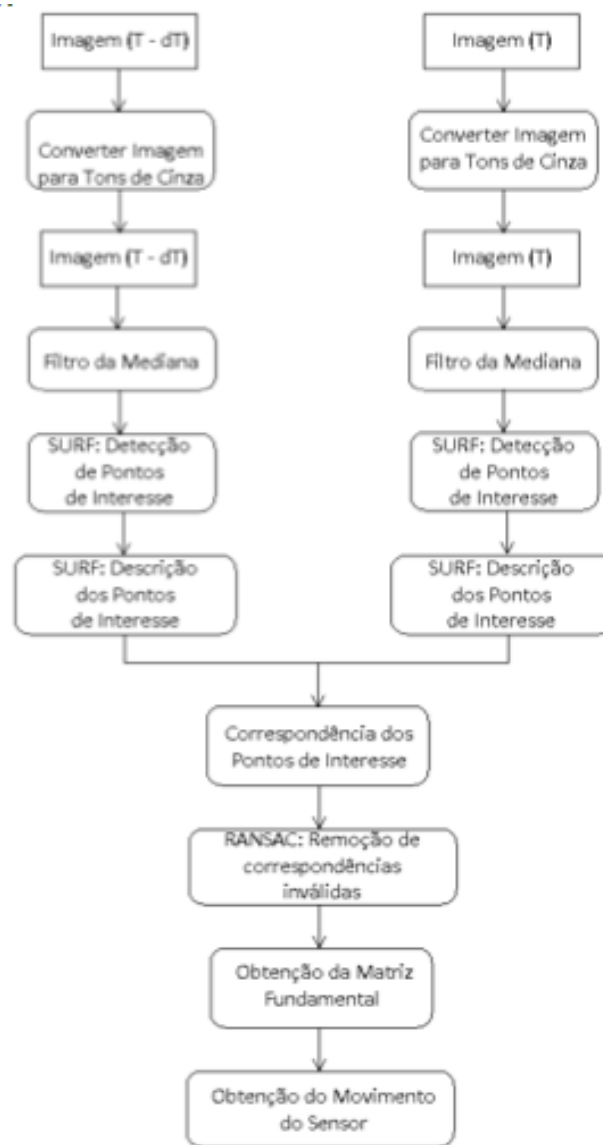 Imagem (T - dT)
Imagem (T)
Converter Imagem
para Tons de Cinza
Converter Imagem
para Tons de Cinza
Imagem (T - dT)
Imagem (T)
Filtro da Mediana
Filtro da Mediana
SURF: Detecção
de Pontos
de Interesse
SURF: Detecção
de Pontos
de Interesse
SURF: Descrição
dos Pontos
de Interesse
SURF: Descrição
dos Pontos
de Interesse
Correspondência dos
Pontos de Interesse
RANSAC: Remoção de
correspondências
inválidas
Obtenção da Matriz
Fundamental
Obtenção do Movimento
do Sensor